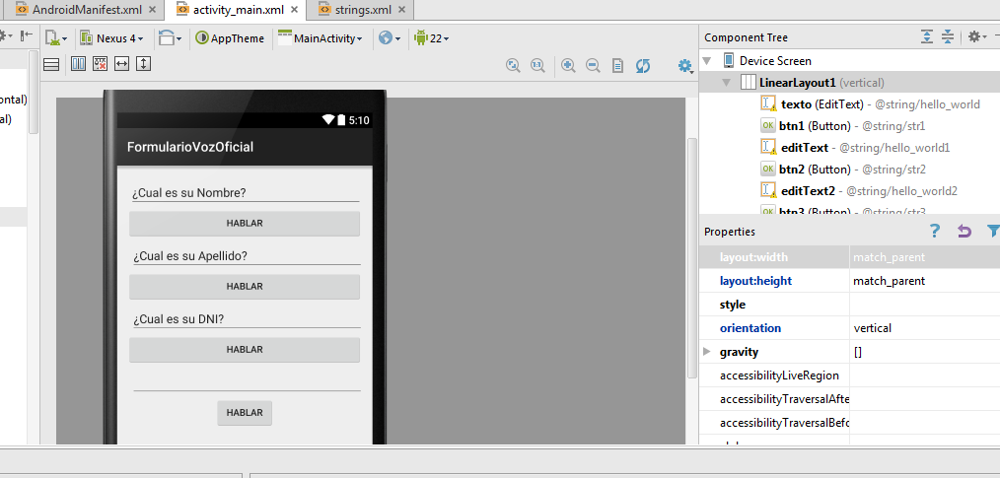 AndroidManifest.xml
activity_main.xml
strings.xml
Nexus 4
AppTheme
MainActivity
22
5:10
FormularioVozOficial
¿Cual es su Nombre?
HABLAR
¿Cual es su Apellido?
HABLAR
¿Cual es su DNI?
HABLAR
HABLAR
ontal)
al)
Component Tree
Device Screen
LinearLayout1 (vertical)
texto (EditText) - @string/hello_world
OK btn1 (Button) - @string/str1
editText - @string/hello_world1
OK btn2 (Button) - @string/str2
editText2 - @string/hello_world2
OK btn3 (Button) - @string/str3
Properties
?
layout:width match_parent
layout:height match_parent
style
orientation vertical
gravity []
accessibilityLiveRegion
accessibilityTraversalAfte
accessibilityTraversalBefo